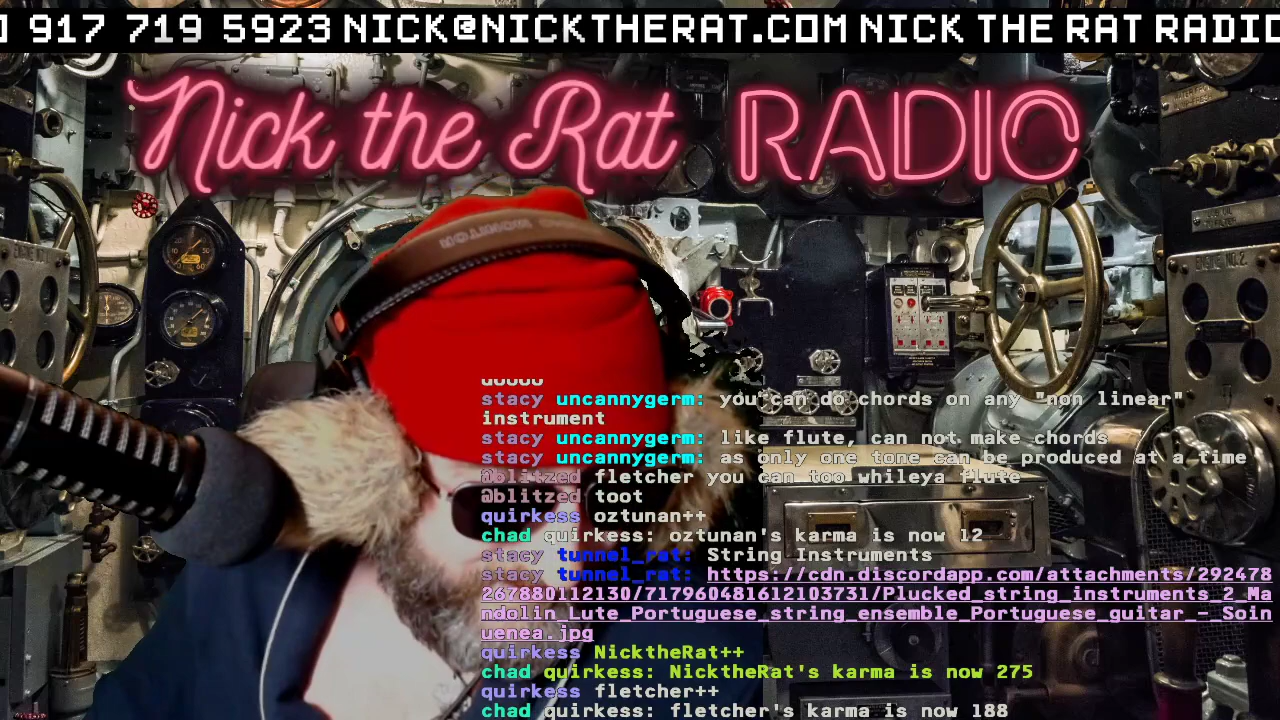 917 719 5923 NICK@NICKTHERAT.COM NICK THE RAT RADIO
Nick the Rat RADIO
stacy uncannygerm: you can do chords on any "non linear"
instrument
stacy uncannygerm: like flute, can not make chords
stacy uncannygerm: as only one tone can be produced at a time
@blitzed fletcher you can too whileya flute
@blitzed toot
quirkess oztunan++
chad quirkess: oztunan's karma is now 12
stacy tunnel_rat: String Instruments
stacy tunnel_rat: https://cdn.discordapp.com/attachments/292478
267880112130/717960481612103731/Plucked_string_instruments_2_Ma
ndolin_Lute_Portuguese_string_ensemble_Portuguese_guitar_-_Soin
uenea.jpg
quirkess NicktheRat++
chad quirkess: NicktheRat's karma is now 275
quirkess fletcher++
chad quirkess: fletcher's karma is now 188